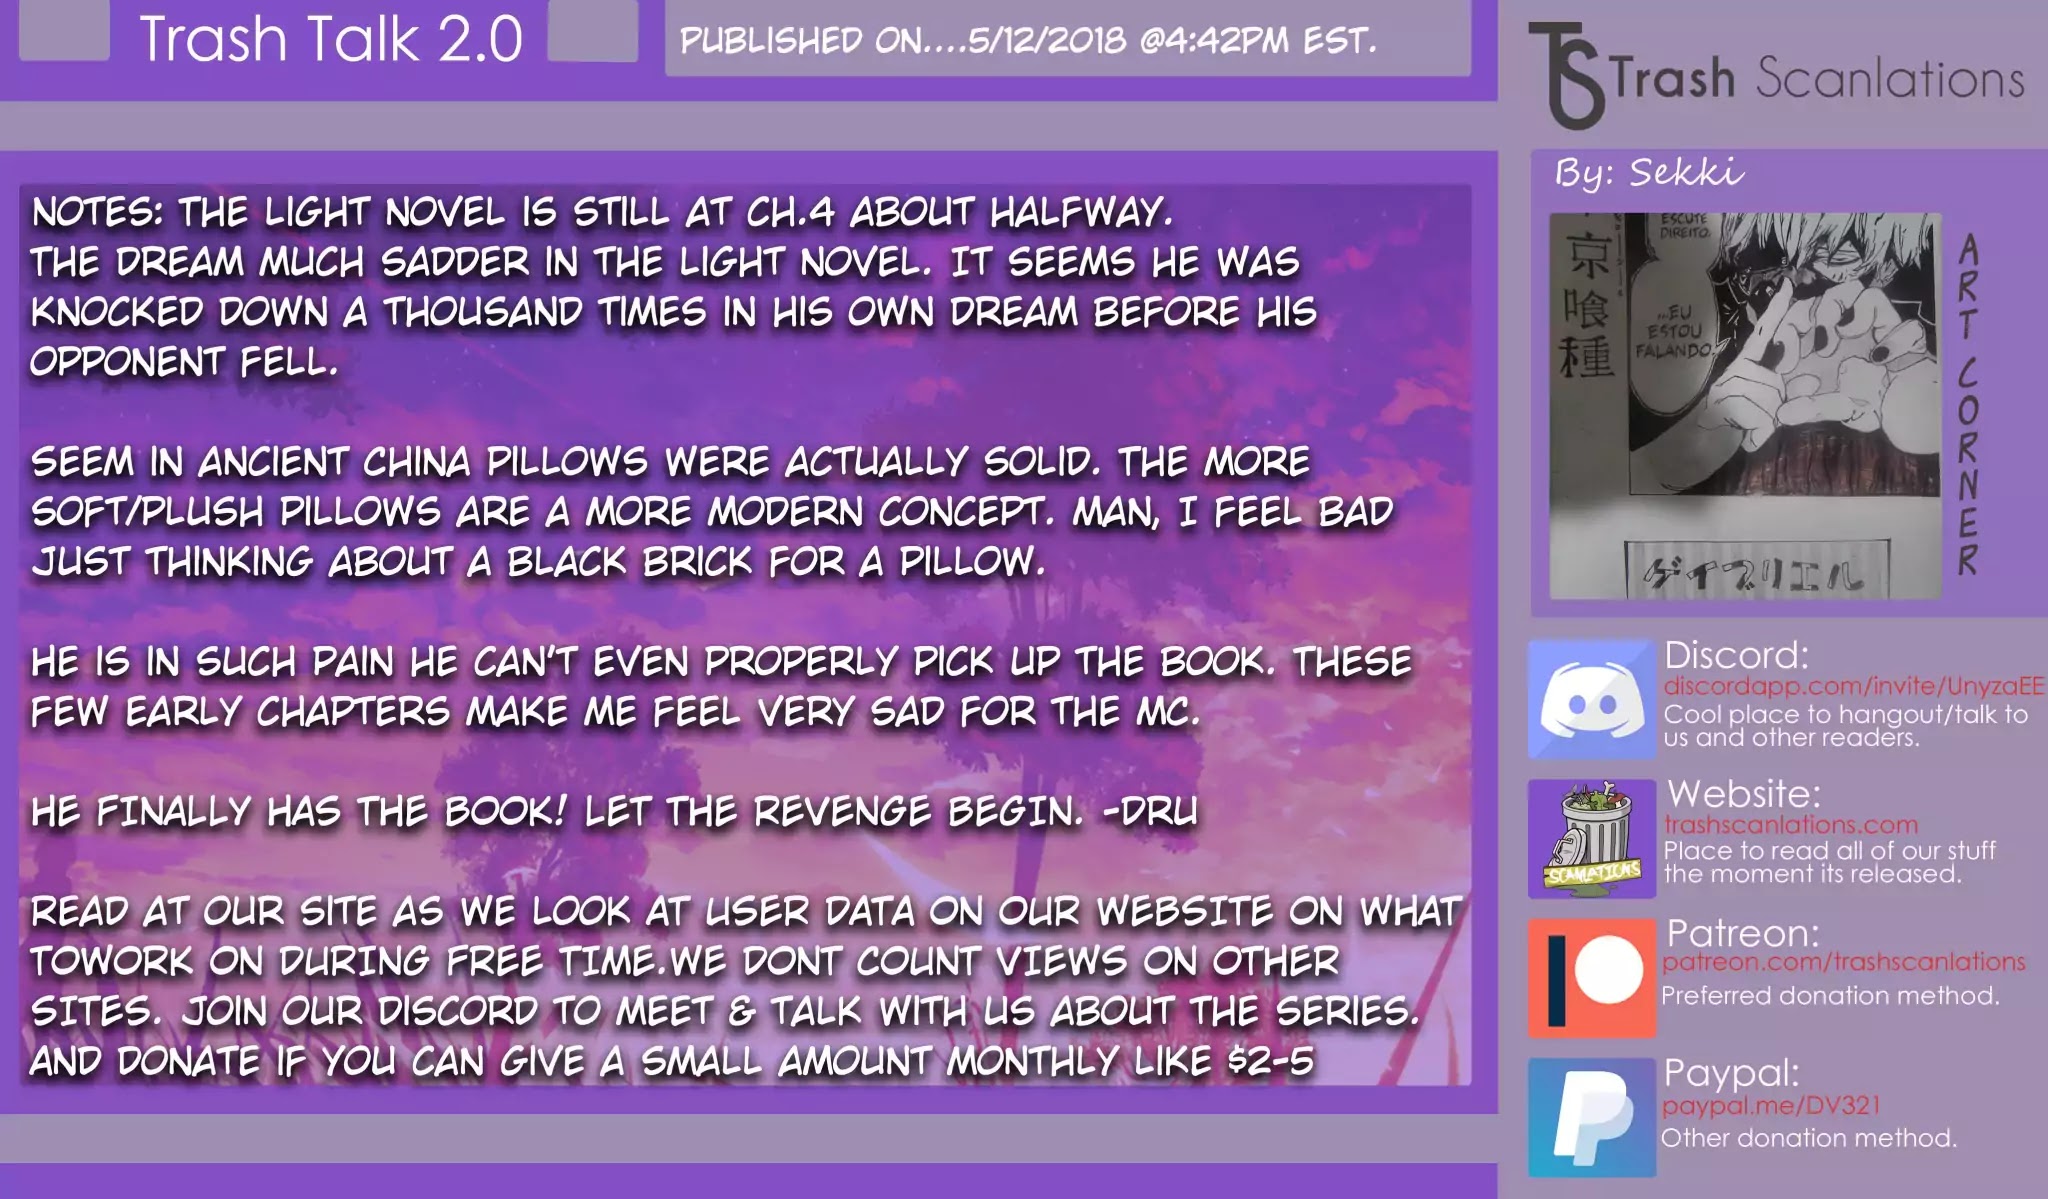 Trash Talk 2.0
PUBLISHED ON....5/12/2018 @4:42PM EST.
NOTES: THE LIGHT NOVEL IS STILL AT CH.4 ABOUT HALFWAY.
THE DREAM MUCH SADDER IN THE LIGHT NOVEL. IT SEEMS HE WAS
KNOCKED DOWN A THOUSAND TIMES IN HIS OWN DREAM BEFORE HIS
OPPONENT FELL.
SEEM IN ANCIENT CHINA PILLOWS WERE ACTUALLY SOLID. THE MORE
SOFT/PLUSH PILLOWS ARE A MORE MODERN CONCEPT. MAN, I FEEL BAD
JUST THINKING ABOUT A BLACK BRICK FOR A PILLOW.
HE IS IN SUCH PAIN HE CAN'T EVEN PROPERLY PICK UP THE BOOK. THESE
FEW EARLY CHAPTERS MAKE ME FEEL VERY SAD FOR THE MC.
HE FINALLY HAS THE BOOK! LET THE REVENGE BEGIN. -DRU
READ AT OUR SITE AS WE LOOK AT USER DATA ON OUR WEBSITE ON WHAT
TOWORK ON DURING FREE TIME.WE DONT COUNT VIEWS ON OTHER
SITES. JOIN OUR DISCORD TO MEET & TALK WITH US ABOUT THE SERIES.
AND DONATE IF YOU CAN GIVE A SMALL AMOUNT MONTHLY LIKE $2-5
TS Trash Scanlations
By: Sekki
ESCUTE
DIREITO.
...EU
ESTOU
FALANDO.
京喰種
ゲイブリエル
ART CORNER
Discord:
discordapp.com/invite/UnyzaEE
Cool place to hangout/talk to
us and other readers.
SCANLATIONS
Website:
trashscanlations.com
Place to read all of our stuff
the moment its released.
Patreon:
patreon.com/trashscanlations
Preferred donation method.
Paypal:
paypal.me/DV321
Other donation method.